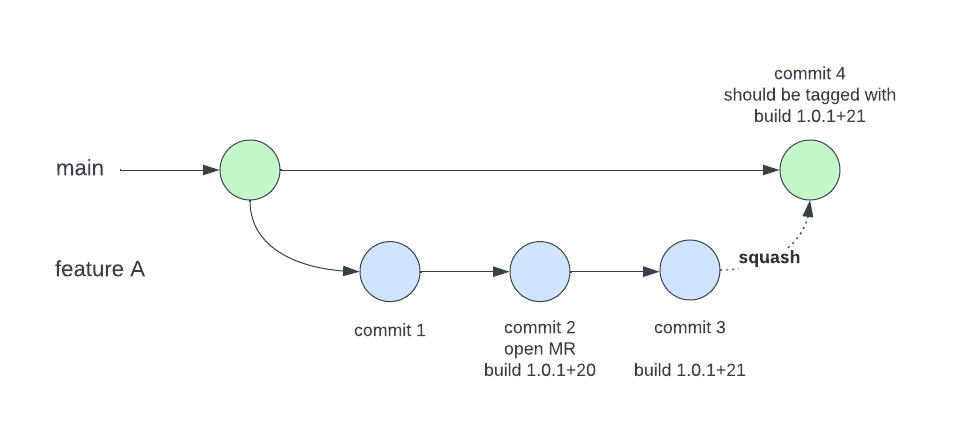 commit 4
should be tagged with
build 1.0.1+21
main
feature A
squash
commit 1
commit 2
open MR
build 1.0.1+20
commit 3
build 1.0.1+21